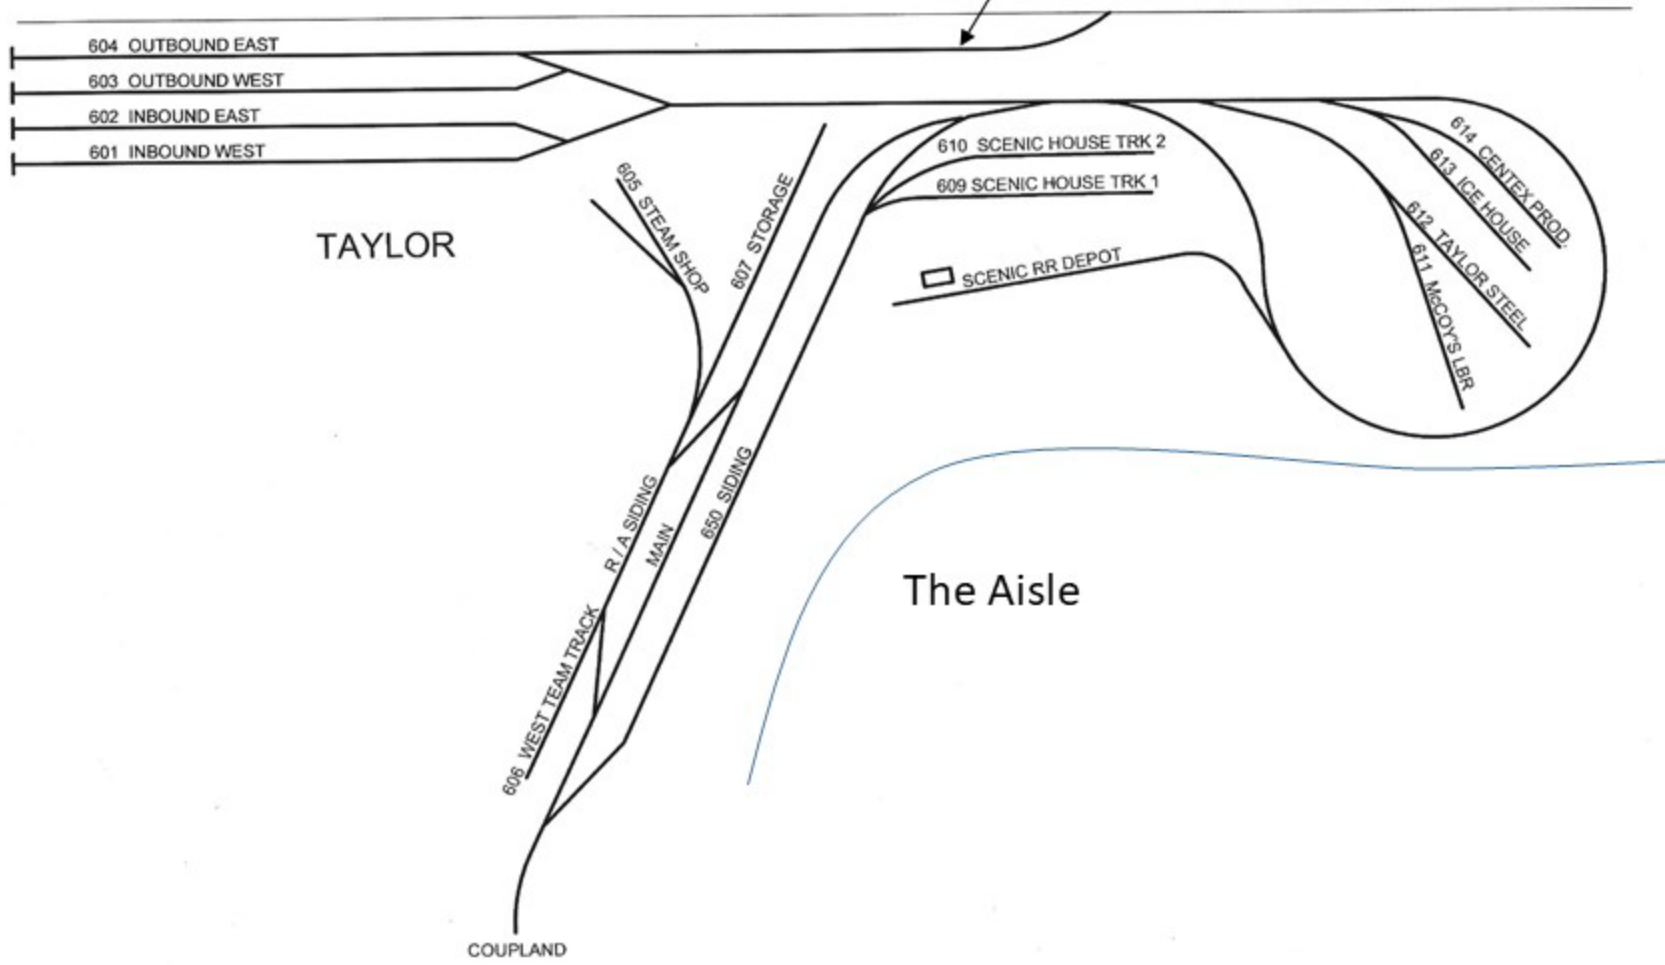 604 OUTBOUND EAST
603 OUTBOUND WEST
602 INBOUND EAST
601 INBOUND WEST
TAYLOR
605 STEAM SHOP
607 STORAGE
610 SCENIC HOUSE TRK 2
609 SCENIC HOUSE TRK 1
SCENIC RR DEPOT
614 CENTEX PROD.
613 ICE HOUSE
612 TAYLOR STEEL
611 McCOY'S LBR
R / A SIDING
MAIN
650 SIDING
606 WEST TEAM TRACK
The Aisle
COUPLAND